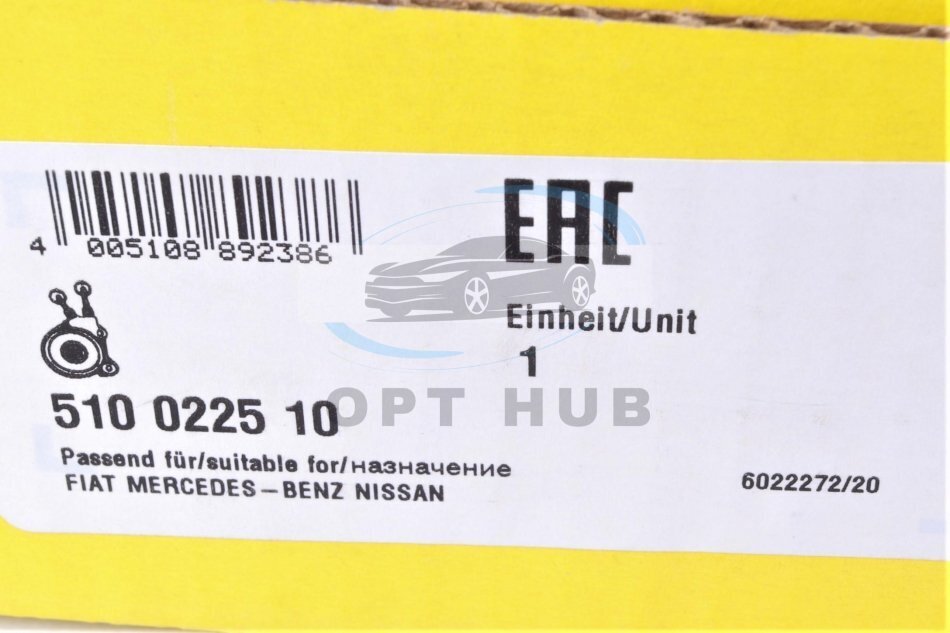 EAC
4 005108 892386
Einheit/Unit
1
OPT HUB
510 0225 10
Passend für/suitable for/назначение
FIAT MERCEDES–BENZ NISSAN
6022272/20